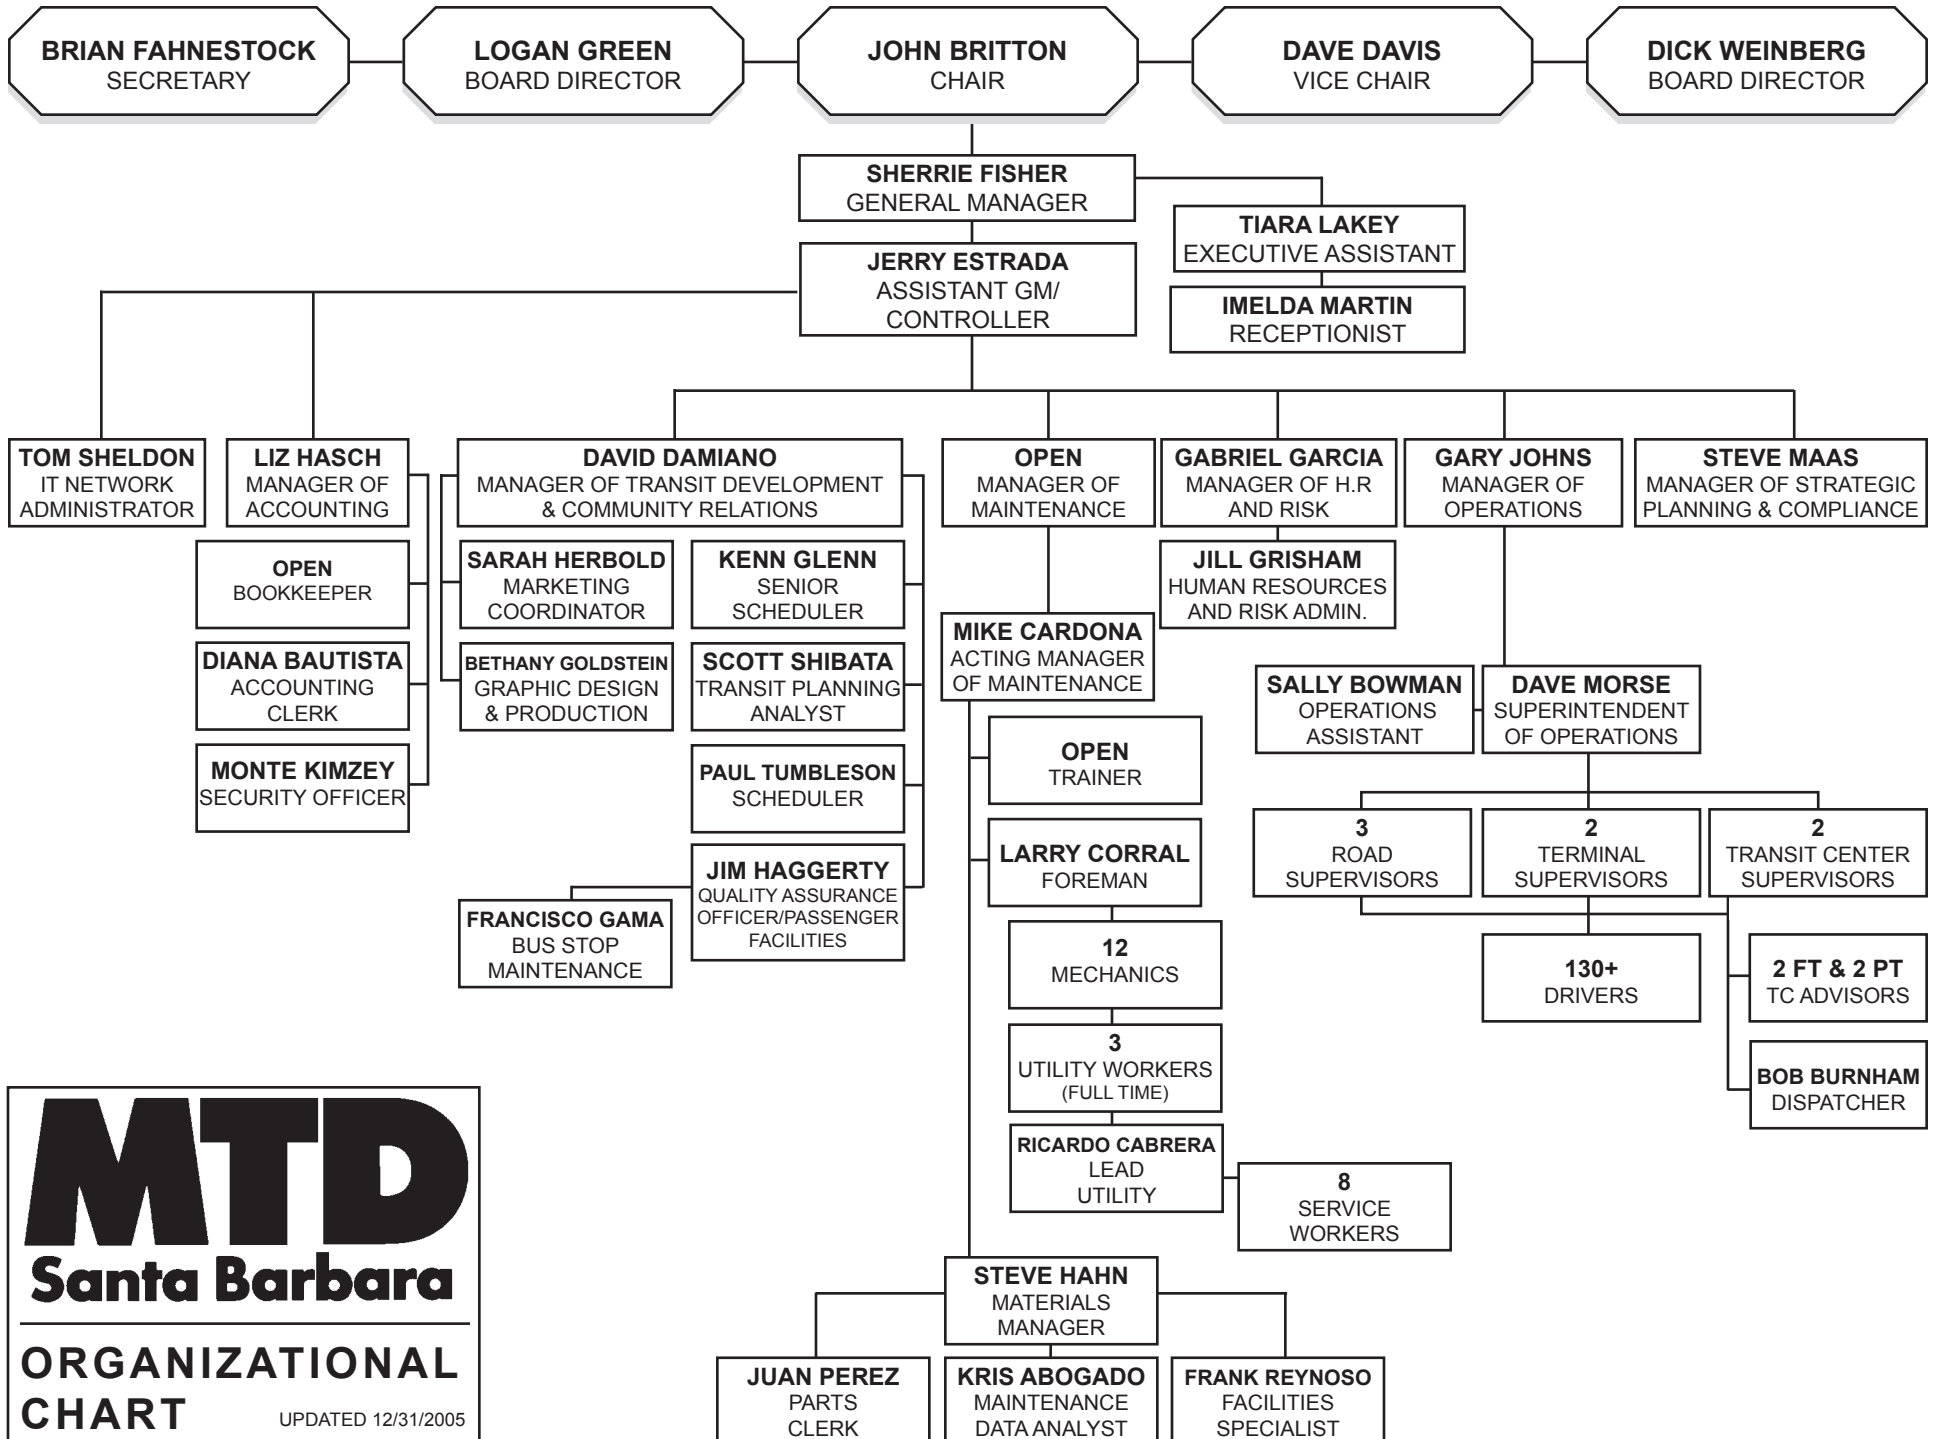 BRIAN FAHNESTOCK
SECRETARY
LOGAN GREEN
BOARD DIRECTOR
JOHN BRITTON
CHAIR
DAVE DAVIS
VICE CHAIR
DICK WEINBERG
BOARD DIRECTOR
SHERRIE FISHER
GENERAL MANAGER
TIARA LAKEY
EXECUTIVE ASSISTANT
IMELDA MARTIN
RECEPTIONIST
JERRY ESTRADA
ASSISTANT GM/
CONTROLLER
TOM SHELDON
IT NETWORK
ADMINISTRATOR
LIZ HASCH
MANAGER OF
ACCOUNTING
DAVID DAMIANO
MANAGER OF TRANSIT DEVELOPMENT
& COMMUNITY RELATIONS
OPEN
MANAGER OF
MAINTENANCE
GABRIEL GARCIA
MANAGER OF H.R
AND RISK
GARY JOHNS
MANAGER OF
OPERATIONS
STEVE MAAS
MANAGER OF STRATEGIC
PLANNING & COMPLIANCE
OPEN
BOOKKEEPER
DIANA BAUTISTA
ACCOUNTING
CLERK
MONTE KIMZEY
SECURITY OFFICER
SARAH HERBOLD
MARKETING
COORDINATOR
BETHANY GOLDSTEIN
GRAPHIC DESIGN
& PRODUCTION
KENN GLENN
SENIOR
SCHEDULER
SCOTT SHIBATA
TRANSIT PLANNING
ANALYST
PAUL TUMBLESON
SCHEDULER
JIM HAGGERTY
QUALITY ASSURANCE
OFFICER/PASSENGER
FACILITIES
FRANCISCO GAMA
BUS STOP
MAINTENANCE
JILL GRISHAM
HUMAN RESOURCES
AND RISK ADMIN.
MIKE CARDONA
ACTING MANAGER
OF MAINTENANCE
OPEN
TRAINER
LARRY CORRAL
FOREMAN
12
MECHANICS
3
UTILITY WORKERS
(FULL TIME)
RICARDO CABRERA
LEAD
UTILITY
8
SERVICE
WORKERS
SALLY BOWMAN
OPERATIONS
ASSISTANT
DAVE MORSE
SUPERINTENDENT
OF OPERATIONS
3
ROAD
SUPERVISORS
2
TERMINAL
SUPERVISORS
2
TRANSIT CENTER
SUPERVISORS
130+
DRIVERS
2 FT & 2 PT
TC ADVISORS
BOB BURNHAM
DISPATCHER
STEVE HAHN
MATERIALS
MANAGER
JUAN PEREZ
PARTS
CLERK
KRIS ABOGADO
MAINTENANCE
DATA ANALYST
FRANK REYNOSO
FACILITIES
SPECIALIST
MTD
Santa Barbara
ORGANIZATIONAL
CHART
UPDATED 12/31/2005